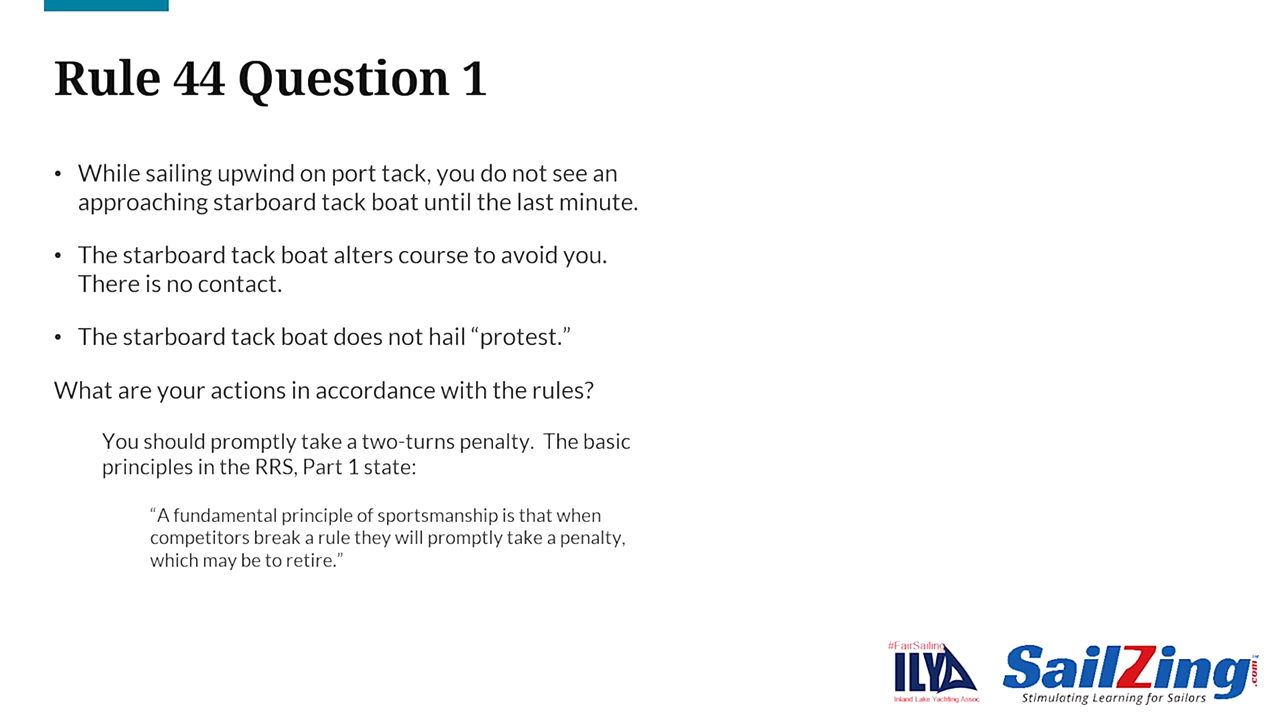 Rule 44 Question 1
• While sailing upwind on port tack, you do not see an
approaching starboard tack boat until the last minute.
• The starboard tack boat alters course to avoid you.
There is no contact.
• The starboard tack boat does not hail “protest.”
What are your actions in accordance with the rules?
You should promptly take a two-turns penalty.  The basic
principles in the RRS, Part 1 state:
“A fundamental principle of sportsmanship is that when
competitors break a rule they will promptly take a penalty,
which may be to retire.”
#FairSailing
ILYA
Inland Lake Yachting Assoc.
SailZing.com
Stimulating Learning for Sailors